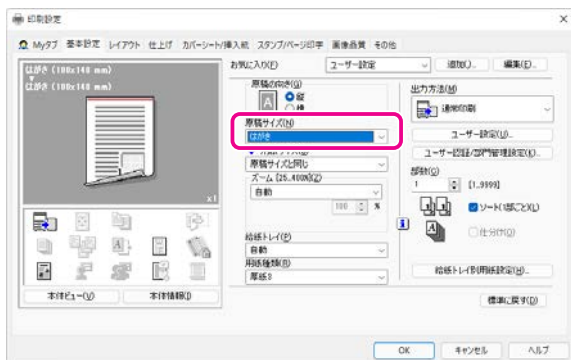 印刷設定
Myタブ 基本設定 レイアウト 仕上げ カバーシート/挿入紙 スタンプ/ページ印字 画像品質 その他
はがき (100x148 mm)
はがき (100x148 mm)
x1
本体ビュー(V)
本体情報(I)
お気に入り(F)
ユーザー設定
追加(J)...
編集(E)...
原稿の向き(G)
縦
横
原稿サイズ(N)
はがき
原稿サイズと同じ
ズーム [25..400%](Z)
自動
100 %
給紙トレイ(P)
自動
用紙種類(R)
厚紙3
出力方法(M)
通常印刷
ユーザー設定(U)...
ユーザー認証/部門管理設定(K)...
部数(O)
1 [1..9999]
ソート(1部ごと)(L)
仕分け(Q)
給紙トレイ別用紙設定(H)...
標準に戻す(D)
OK
キャンセル
ヘルプ